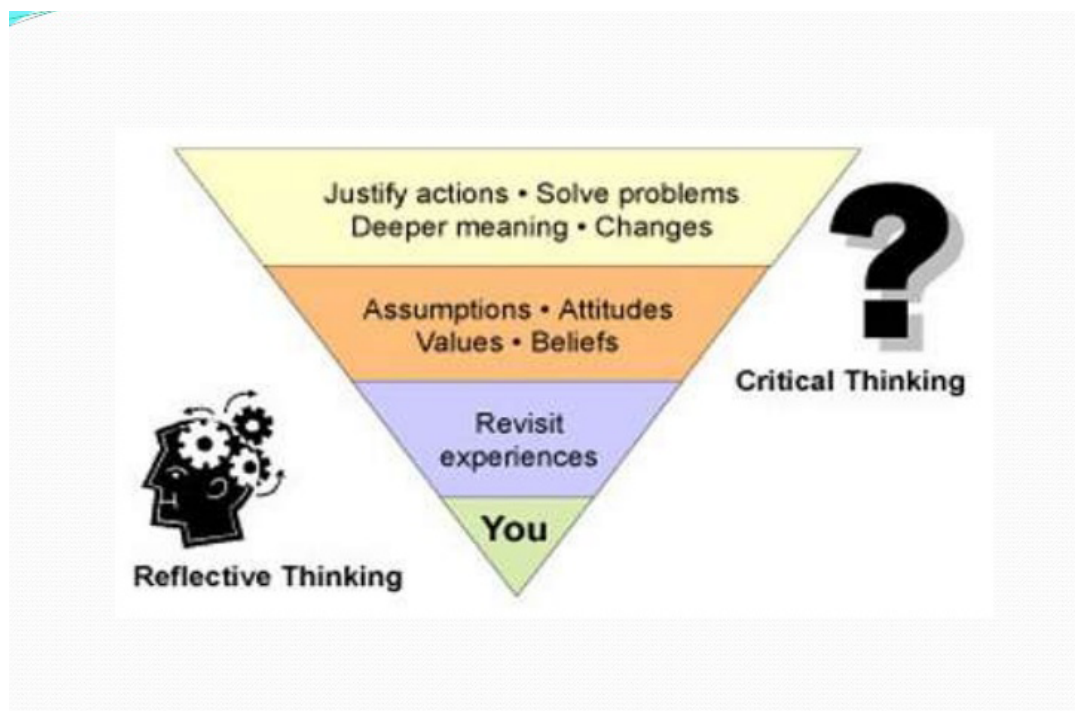 Justify actions • Solve problems
Deeper meaning • Changes
Assumptions • Attitudes
Values • Beliefs
Critical Thinking
Revisit
experiences
You
Reflective Thinking